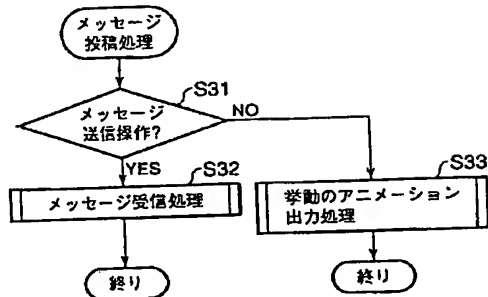 メッセージ
投稿処理
S31
メッセージ
送信操作?
NO
YES
S32
メッセージ受信処理
S33
挙動のアニメーション
出力処理
終り
終り